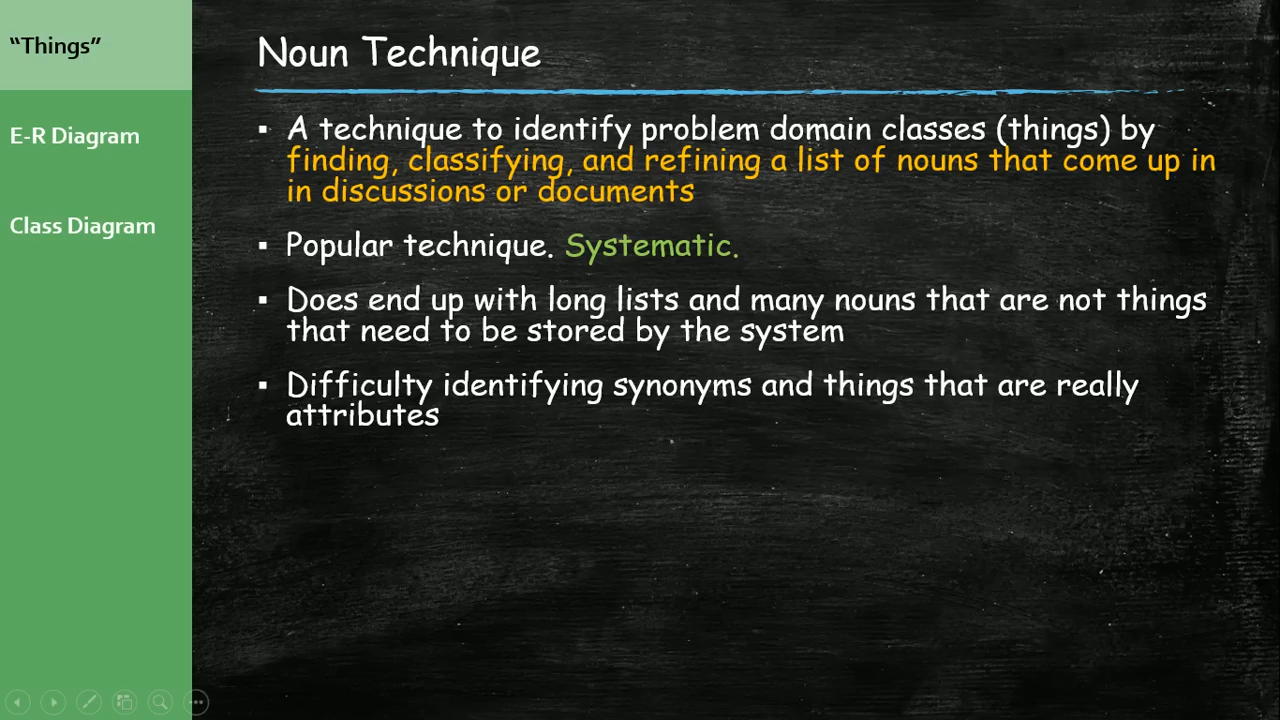 “Things”
E-R Diagram
Class Diagram
Noun Technique
▪ A technique to identify problem domain classes (things) by
finding, classifying, and refining a list of nouns that come up in
in discussions or documents
▪ Popular technique. Systematic.
▪ Does end up with long lists and many nouns that are not things
that need to be stored by the system
▪ Difficulty identifying synonyms and things that are really
attributes